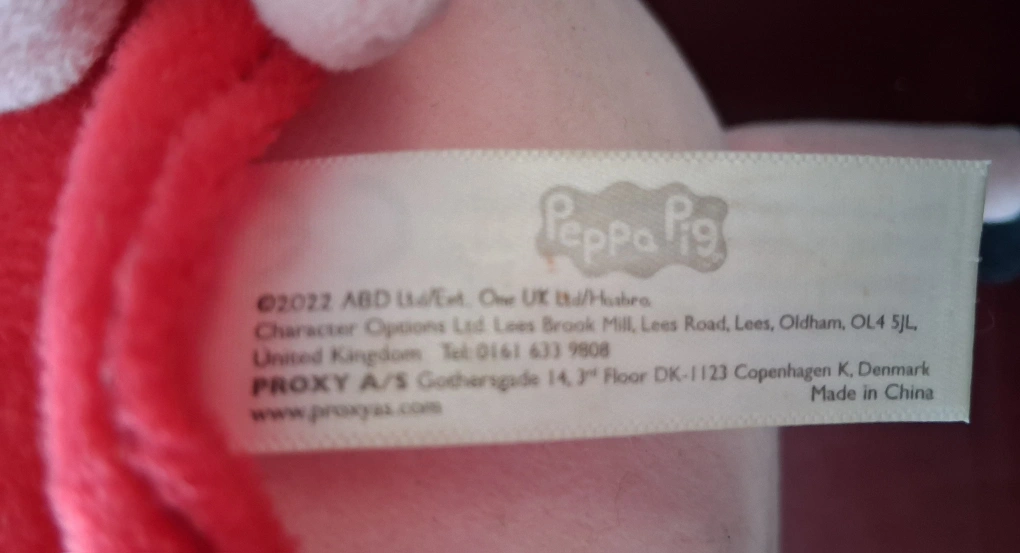 Peppa Pig
©2022 ABD Ltd/Ent. One UK Ltd/Hasbro.
Character Options Ltd. Lees Brook Mill, Lees Road, Lees, Oldham, OL4 5JL,
United Kingdom Tel: 0161 633 9808
PROXY A/S Gothersgade 14, 3rd Floor DK-1123 Copenhagen K, Denmark
Made in China
www.proxyas.com